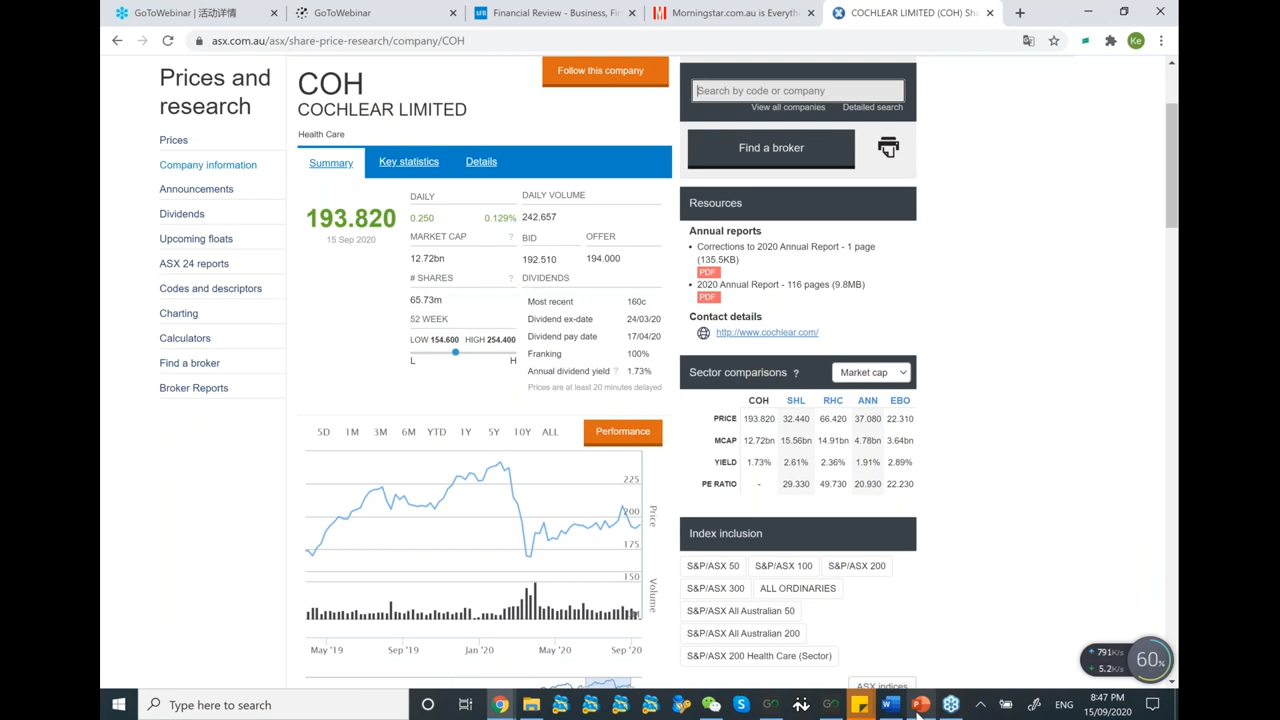 GoToWebinar | 活动详情
GoToWebinar
Financial Review - Business, Fin
Morningstar.com.au is Everythin
COCHLEAR LIMITED (COH) Sha
asx.com.au/asx/share-price-research/company/COH
Ke
Prices and
research
Prices
Company information
Announcements
Dividends
Upcoming floats
ASX 24 reports
Codes and descriptors
Charting
Calculators
Find a broker
Broker Reports
COH
COCHLEAR LIMITED
Health Care
Follow this company
Summary
Key statistics
Details
193.820
15 Sep 2020
DAILY
0.250 0.129%
MARKET CAP ?
12.72bn
# SHARES ?
65.73m
52 WEEK
LOW 154.600 HIGH 254.400
L H
DAILY VOLUME
242,657
BID OFFER
192.510 194.000
DIVIDENDS
Most recent 160c
Dividend ex-date 24/03/20
Dividend pay date 17/04/20
Franking 100%
Annual dividend yield ? 1.73%
Prices are at least 20 minutes delayed
5D 1M 3M 6M YTD 1Y 5Y 10Y ALL
Performance
225
200
175
150
Price
Volume
May '19 Sep '19 Jan '20 May '20 Sep '20
Search by code or company
View all companies Detailed search
Find a broker
Resources
Annual reports
Corrections to 2020 Annual Report - 1 page
(135.5KB)
PDF
2020 Annual Report - 116 pages (9.8MB)
PDF
Contact details
http://www.cochlear.com/
Sector comparisons ? Market cap
COH SHL RHC ANN EBO
PRICE 193.820 32.440 66.420 37.080 22.310
MCAP 12.72bn 15.56bn 14.91bn 4.78bn 3.64bn
YIELD 1.73% 2.61% 2.36% 1.91% 2.89%
PE RATIO - 29.330 49.730 20.930 22.230
Index inclusion
S&P/ASX 50 S&P/ASX 100 S&P/ASX 200
S&P/ASX 300 ALL ORDINARIES
S&P/ASX All Australian 50
S&P/ASX All Australian 200
S&P/ASX 200 Health Care (Sector)
ASX indices
791K/s
5.2K/s
60%
Type here to search
ENG
8:47 PM
15/09/2020